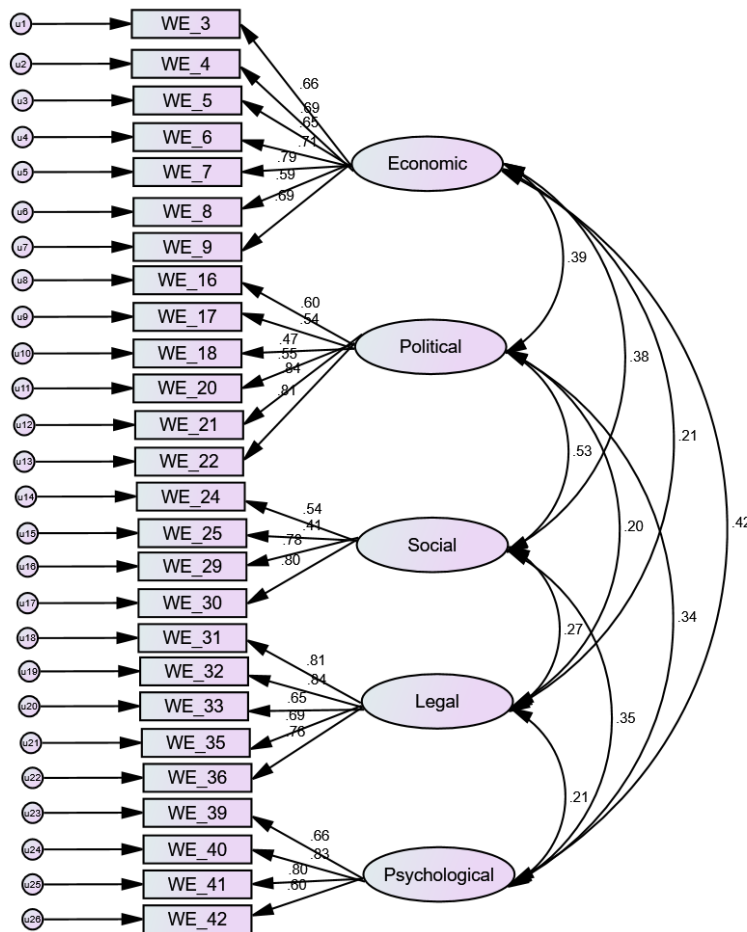 u1 WE_3
.66
u2 WE_4
.69
u3 WE_5
.65
u4 WE_6
.71
Economic
u5 WE_7
.79
.59
u6 WE_8
.69
u7 WE_9
.39
u8 WE_16
.60
u9 WE_17
.54
Political
u10 WE_18
.47
.55
.38
u11 WE_20
.84
.81
u12 WE_21
.21
.53
u13 WE_22
u14 WE_24
.54
.41
.20
.42
u15 WE_25
.78
Social
u16 WE_29
.80
u17 WE_30
.34
.27
u18 WE_31
.81
u19 WE_32
.84
.65
Legal
u20 WE_33
.69
.35
.76
u21 WE_35
u22 WE_36
.21
u23 WE_39
.66
u24 WE_40
.83
.80
Psychological
u25 WE_41
.60
u26 WE_42